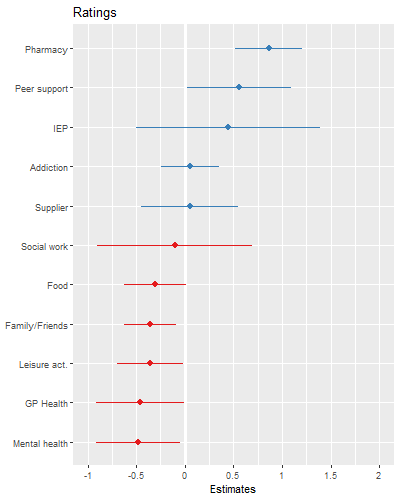 Ratings
Pharmacy
Peer support
IEP
Addiction
Supplier
Social work
Food
Family/Friends
Leisure act.
GP Health
Mental health
-1 -0.5 0 0.5 1 1.5 2
Estimates